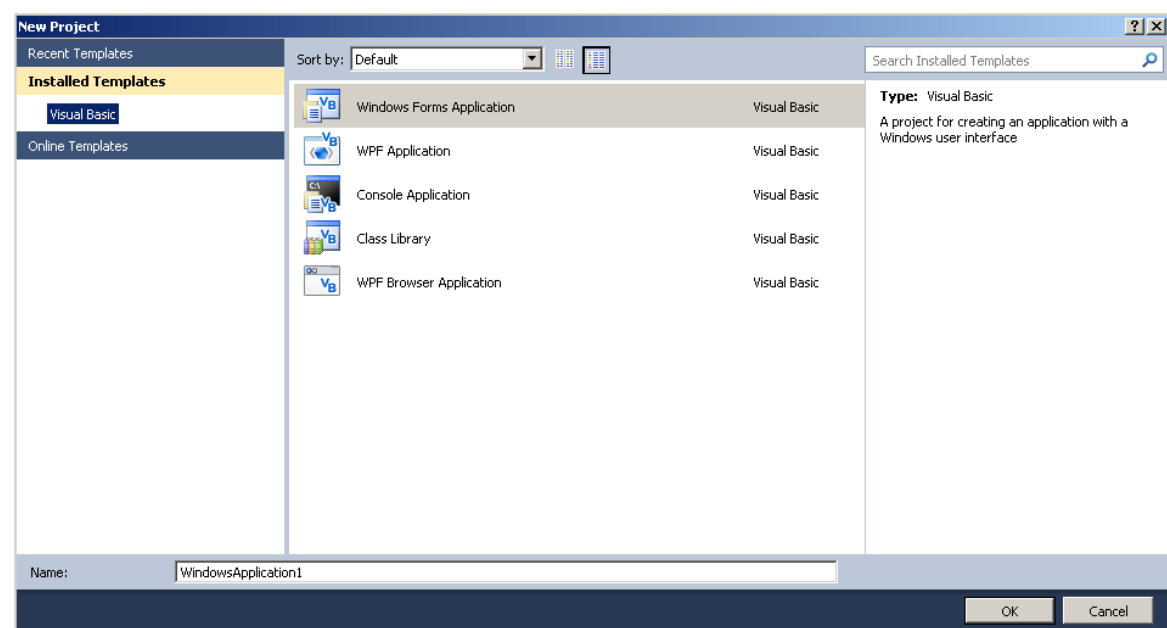 New Project
Recent Templates
Installed Templates
Visual Basic
Online Templates
Sort by: Default
Windows Forms Application Visual Basic
WPF Application Visual Basic
Console Application Visual Basic
Class Library Visual Basic
WPF Browser Application Visual Basic
Search Installed Templates
Type: Visual Basic
A project for creating an application with a
Windows user interface
Name: WindowsApplication1
OK Cancel